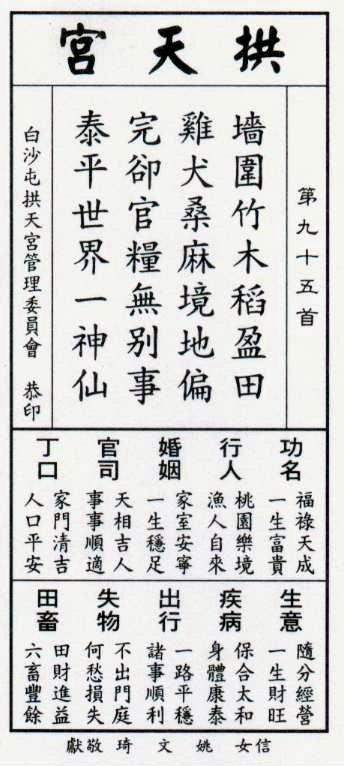 拱天宮
第九十五首
墻圍竹木稻盈田
雞犬桑麻境地偏
完卻官糧無別事
泰平世界一神仙
白沙屯拱天宮管理委員會 恭印
功名
福祿天成
一生富貴
行人
桃園樂境
漁人自來
婚姻
家室安寧
一生穩足
官司
天相吉人
事事順適
丁口
家門清吉
人口平安
生意
隨分經營
一生財旺
疾病
保合太和
身體康泰
出行
一路平穩
諸事順利
失物
不出門庭
何愁損失
田畜
田財進益
六畜豐餘
信女 姚文琦 敬獻